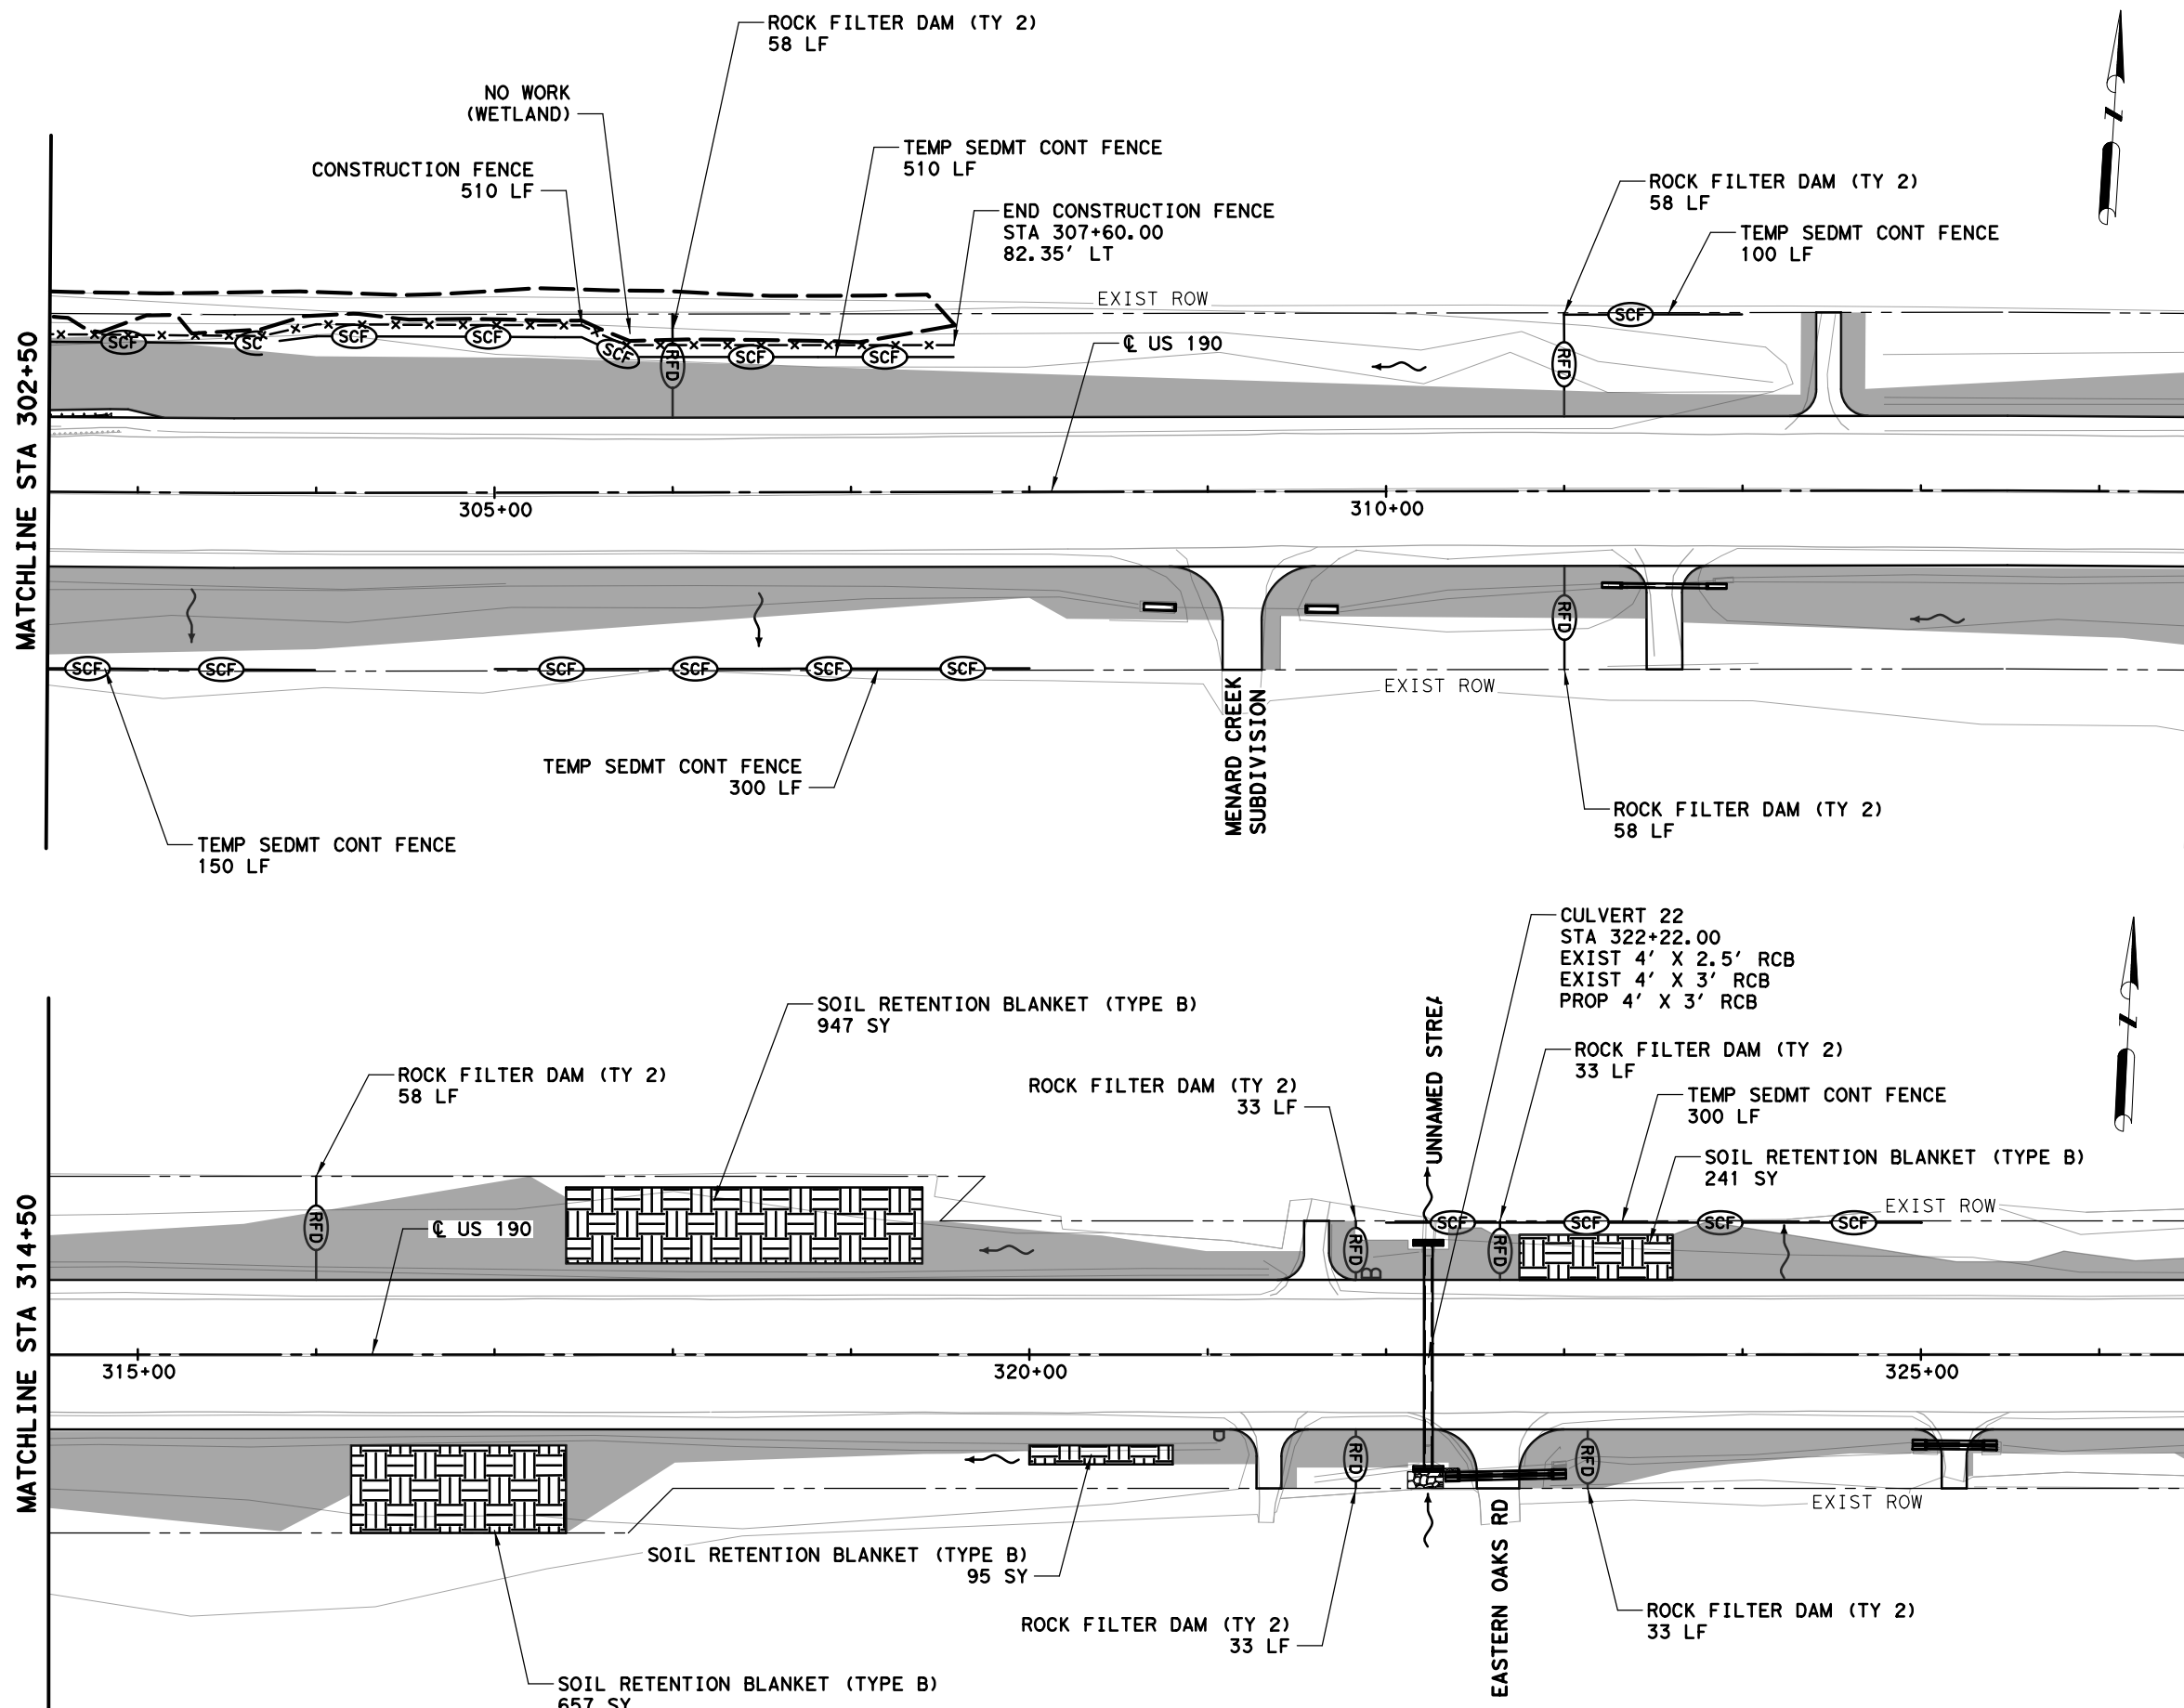 ROCK FILTER DAM (TY 2)
58 LF
NO WORK
(WETLAND)
TEMP SEDMT CONT FENCE
510 LF
CONSTRUCTION FENCE
510 LF
ROCK FILTER DAM (TY 2)
58 LF
END CONSTRUCTION FENCE
STA 307+60.00
82.35' LT
TEMP SEDMT CONT FENCE
100 LF
N
EXIST ROW
SCF
SCF
SC
SCF
SCF
SCF
SCF
SCF
RFD
RFD
℄ US 190
MATCHLINE STA 302+50
305+00
310+00
RFD
SCF
SCF
SCF
SCF
SCF
SCF
EXIST ROW
MENARD CREEK
SUBDIVISION
TEMP SEDMT CONT FENCE
300 LF
ROCK FILTER DAM (TY 2)
58 LF
TEMP SEDMT CONT FENCE
150 LF
CULVERT 22
STA 322+22.00
EXIST 4' X 2.5' RCB
EXIST 4' X 3' RCB
PROP 4' X 3' RCB
SOIL RETENTION BLANKET (TYPE B)
947 SY
ROCK FILTER DAM (TY 2)
33 LF
ROCK FILTER DAM (TY 2)
58 LF
ROCK FILTER DAM (TY 2)
33 LF
TEMP SEDMT CONT FENCE
300 LF
UNNAMED
SOIL RETENTION BLANKET (TYPE B)
241 SY
N
EXIST ROW
SCF
SCF
SCF
SCF
RFD
RFD
RFD
B
℄ US 190
MATCHLINE STA 314+50
315+00
320+00
325+00
RFD
RFD
EXIST ROW
EASTERN OAKS RD
SOIL RETENTION BLANKET (TYPE B)
95 SY
ROCK FILTER DAM (TY 2)
33 LF
ROCK FILTER DAM (TY 2)
33 LF
SOIL RETENTION BLANKET (TYPE B)
657 SY